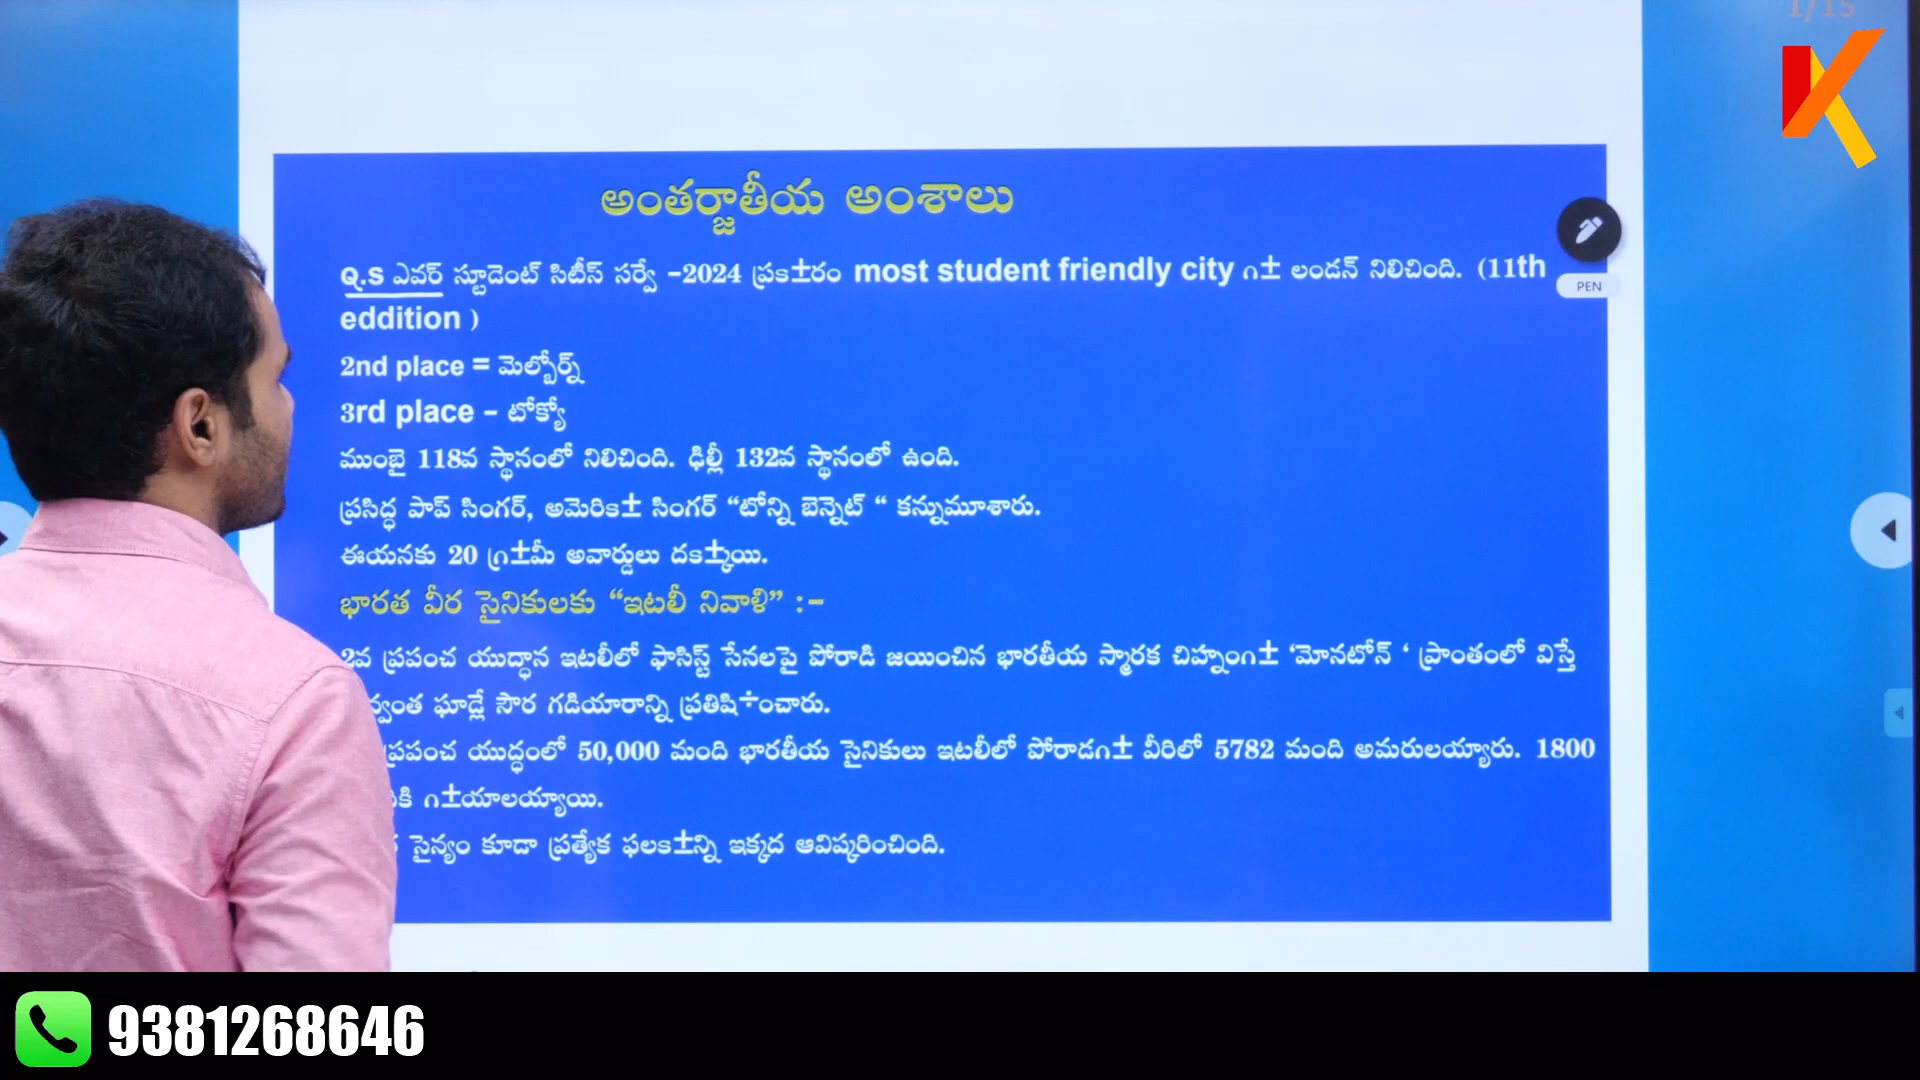 1/15
అంతర్జాతీయ అంశాలు
Q.S ఎవర్ స్టూడెంట్ సిటీస్ సర్వే -2024 ప్రక±రం most student friendly city గ± లండన్ నిలిచింది. (11th
eddition )
2nd place = మెల్బోర్న్
3rd place - టోక్యో
ముంబై 118వ స్థానంలో నిలిచింది. ఢిల్లీ 132వ స్థానంలో ఉంది.
ప్రసిద్ధ పాప్ సింగర్, అమెరిక± సింగర్ “టోన్ని బెన్నెట్ “ కన్నుమూశారు.
ఈయనకు 20 గ్ర±మీ అవార్డులు దక±్కయి.
భారత వీర సైనికులకు “ఇటలీ నివాళి” :-
2వ ప్రపంచ యుద్ధాన ఇటలీలో ఫాసిస్ట్ సేనలపై పోరాడి జయించిన భారతీయ స్మారక చిహ్నంగ± ‘మోనటోన్ ‘ ప్రాంతంలో విస్తే
ఘాడ్లే సౌర గడియారాన్ని ప్రతిషి÷ంచారు.
ప్రపంచ యుద్ధంలో 50,000 మంది భారతీయ సైనికులు ఇటలీలో పోరాడగ± వీరిలో 5782 మంది అమరులయ్యారు. 1800
గ±యాలయ్యాయి.
సైన్యం కూడా ప్రత్యేక ఫలక±న్ని ఇక్కడ ఆవిష్కరించింది.
PEN
9381268646